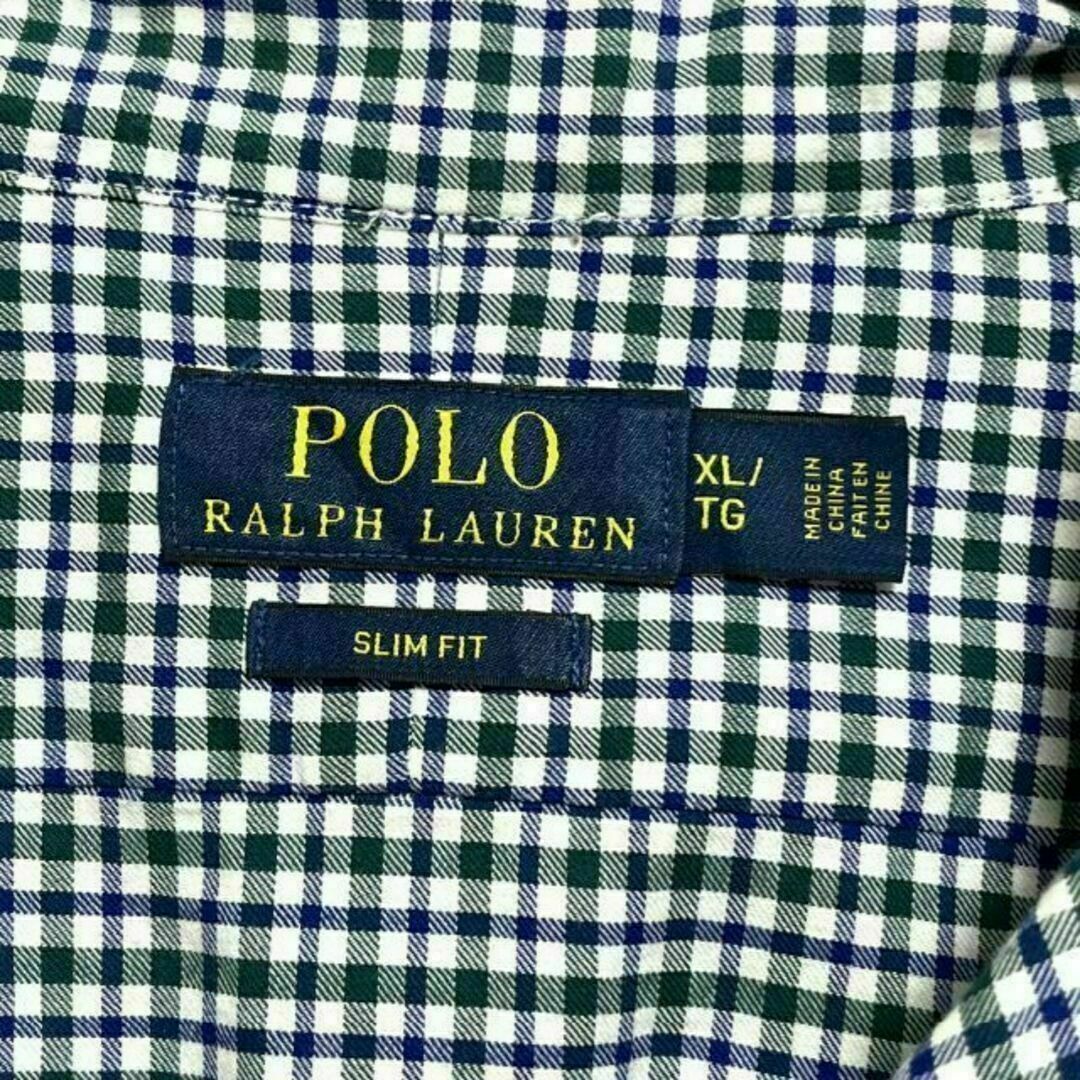 POLO
RALPH LAUREN
XL/
TG
MADE IN
CHINA
FAIT EN
CHINE
SLIM FIT